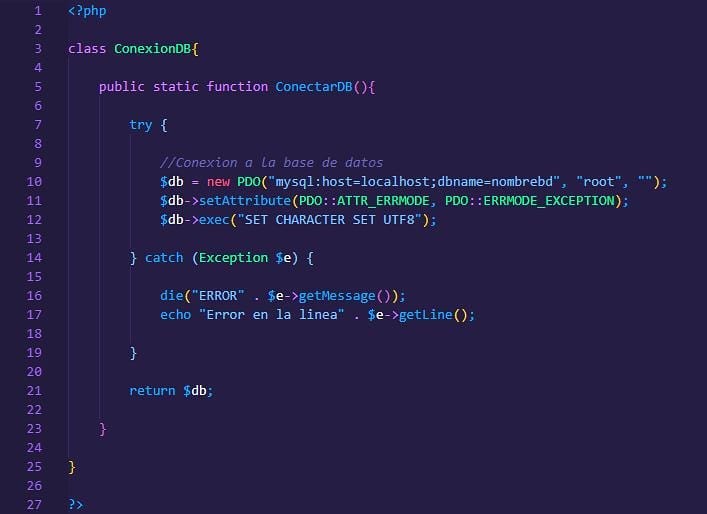 1 <?php
2
3 class ConexionDB{
4
5 public static function ConectarDB(){
6
7 try {
8
9 //Conexion a la base de datos
10 $db = new PDO("mysql:host=localhost;dbname=nombrebd", "root", "");
11 $db->setAttribute(PDO::ATTR_ERRMODE, PDO::ERRMODE_EXCEPTION);
12 $db->exec("SET CHARACTER SET UTF8");
13
14 } catch (Exception $e) {
15
16 die("ERROR" . $e->getMessage());
17 echo "Error en la linea" . $e->getLine();
18
19 }
20
21 return $db;
22
23 }
24
25 }
26
27 ?>